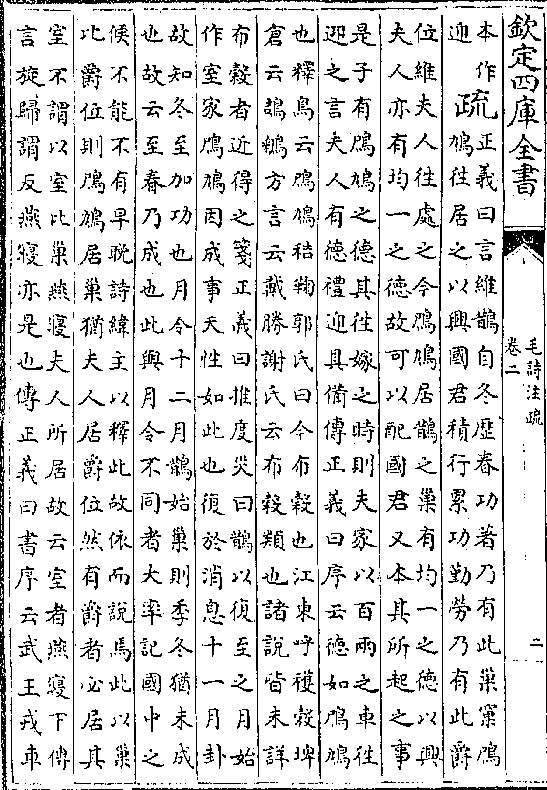 欽定四庫全書
毛詩注疏
卷二
二
本作
迎
疏
正義曰言維鵲自冬歷春功著乃有此巢窠鳲
鳩徃居之以興國君積行累功勤勞乃有此爵
位維夫人徃處之今鳲鳩居鵲之巢有均一之德以興
夫人亦有均一之德故可以配國君又本其所起之事
是子有鳲鳩之德其徃嫁之時則夫家以百兩之車徃
迎之言夫人有德禮迎具備傳正義曰序云德如鳲鳩
也釋鳥云鳲鳩秸鞠郭氏曰今布穀也江東呼穫穀埤
倉云鴶鵴方言云戴勝謝氏云布穀類也諸説皆未詳
布穀者近得之箋正義曰推度災曰鵲以復至之月始
作室家鳲鳩因成事天性如此也復於消息十一月卦
故知冬至加功也月令十二月鵲始巢則季冬猶未成
也故云至春乃成也此與月令不同者大率記國中之
候不能不有早晚詩緯主以釋此故依而説焉此以巢
比爵位則鳲鳩居巢猶夫人居爵位然有爵者必居其
室不謂以室比巢燕寢夫人所居故云室者燕寢下傳
言旋歸謂反燕寢亦是也傳正義曰書序云武王戎車